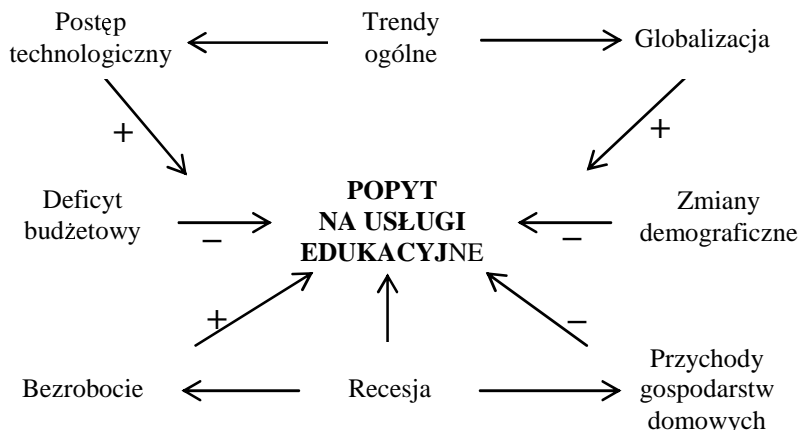 Postęp
technologiczny
Trendy
ogólne
Globalizacja
+
+
Deficyt
budżetowy
–
POPYT
NA USŁUGI
EDUKACYJNE
–
Zmiany
demograficzne
+
–
Bezrobocie
Recesja
Przychody
gospodarstw
domowych